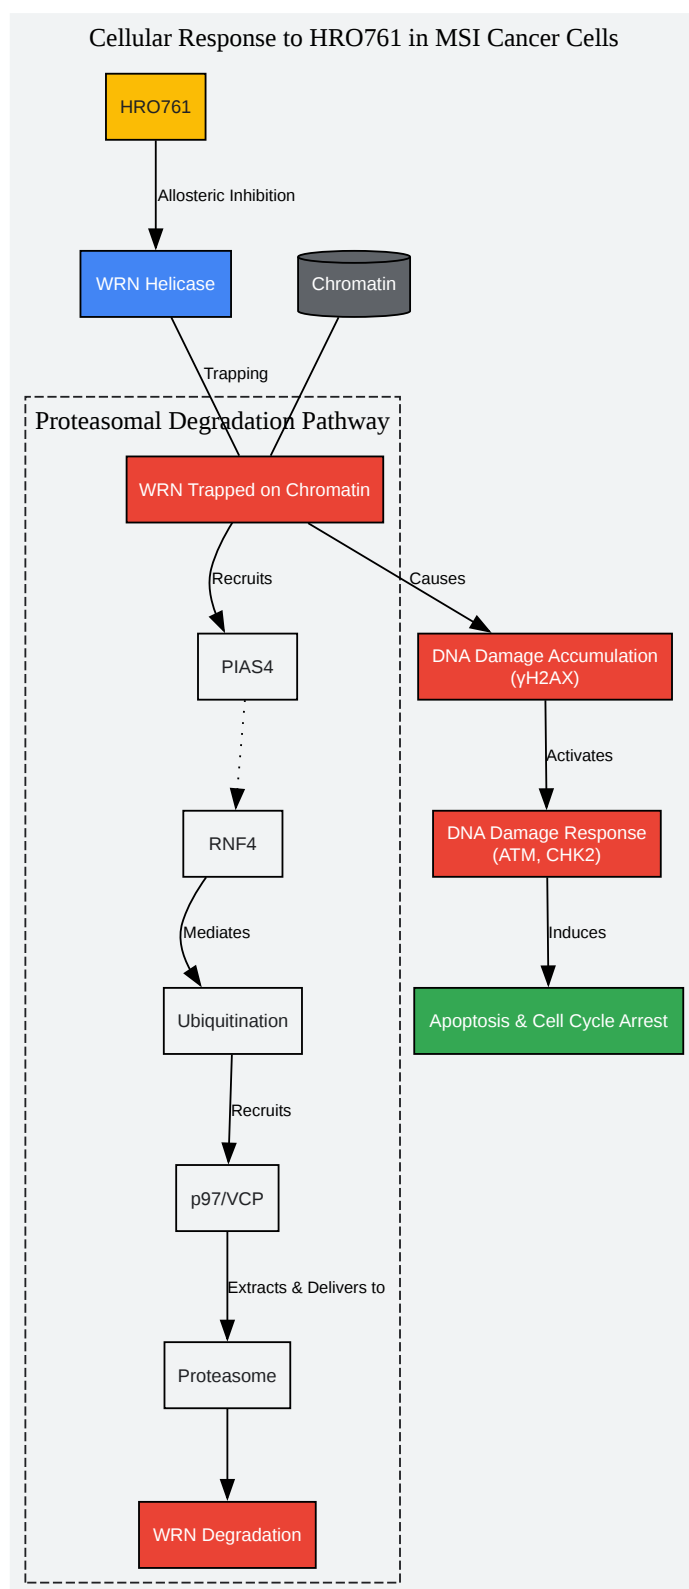 Cellular Response to HRO761 in MSI Cancer Cells
HRO761
Allosteric Inhibition
WRN Helicase
Chromatin
Trapping
Proteasomal Degradation Pathway
WRN Trapped on Chromatin
Recruits
Causes
PIAS4
DNA Damage Accumulation
(γH2AX)
Activates
RNF4
DNA Damage Response
(ATM, CHK2)
Mediates
Induces
Ubiquitination
Apoptosis & Cell Cycle Arrest
Recruits
p97/VCP
Extracts & Delivers to
Proteasome
WRN Degradation